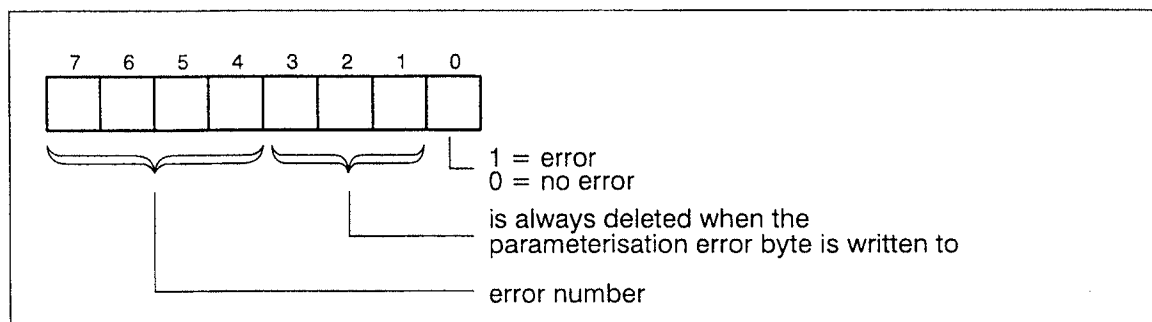 7 6 5 4 3 2 1 0
1 = error
0 = no error
is always deleted when the
parameterisation error byte is written to
error number